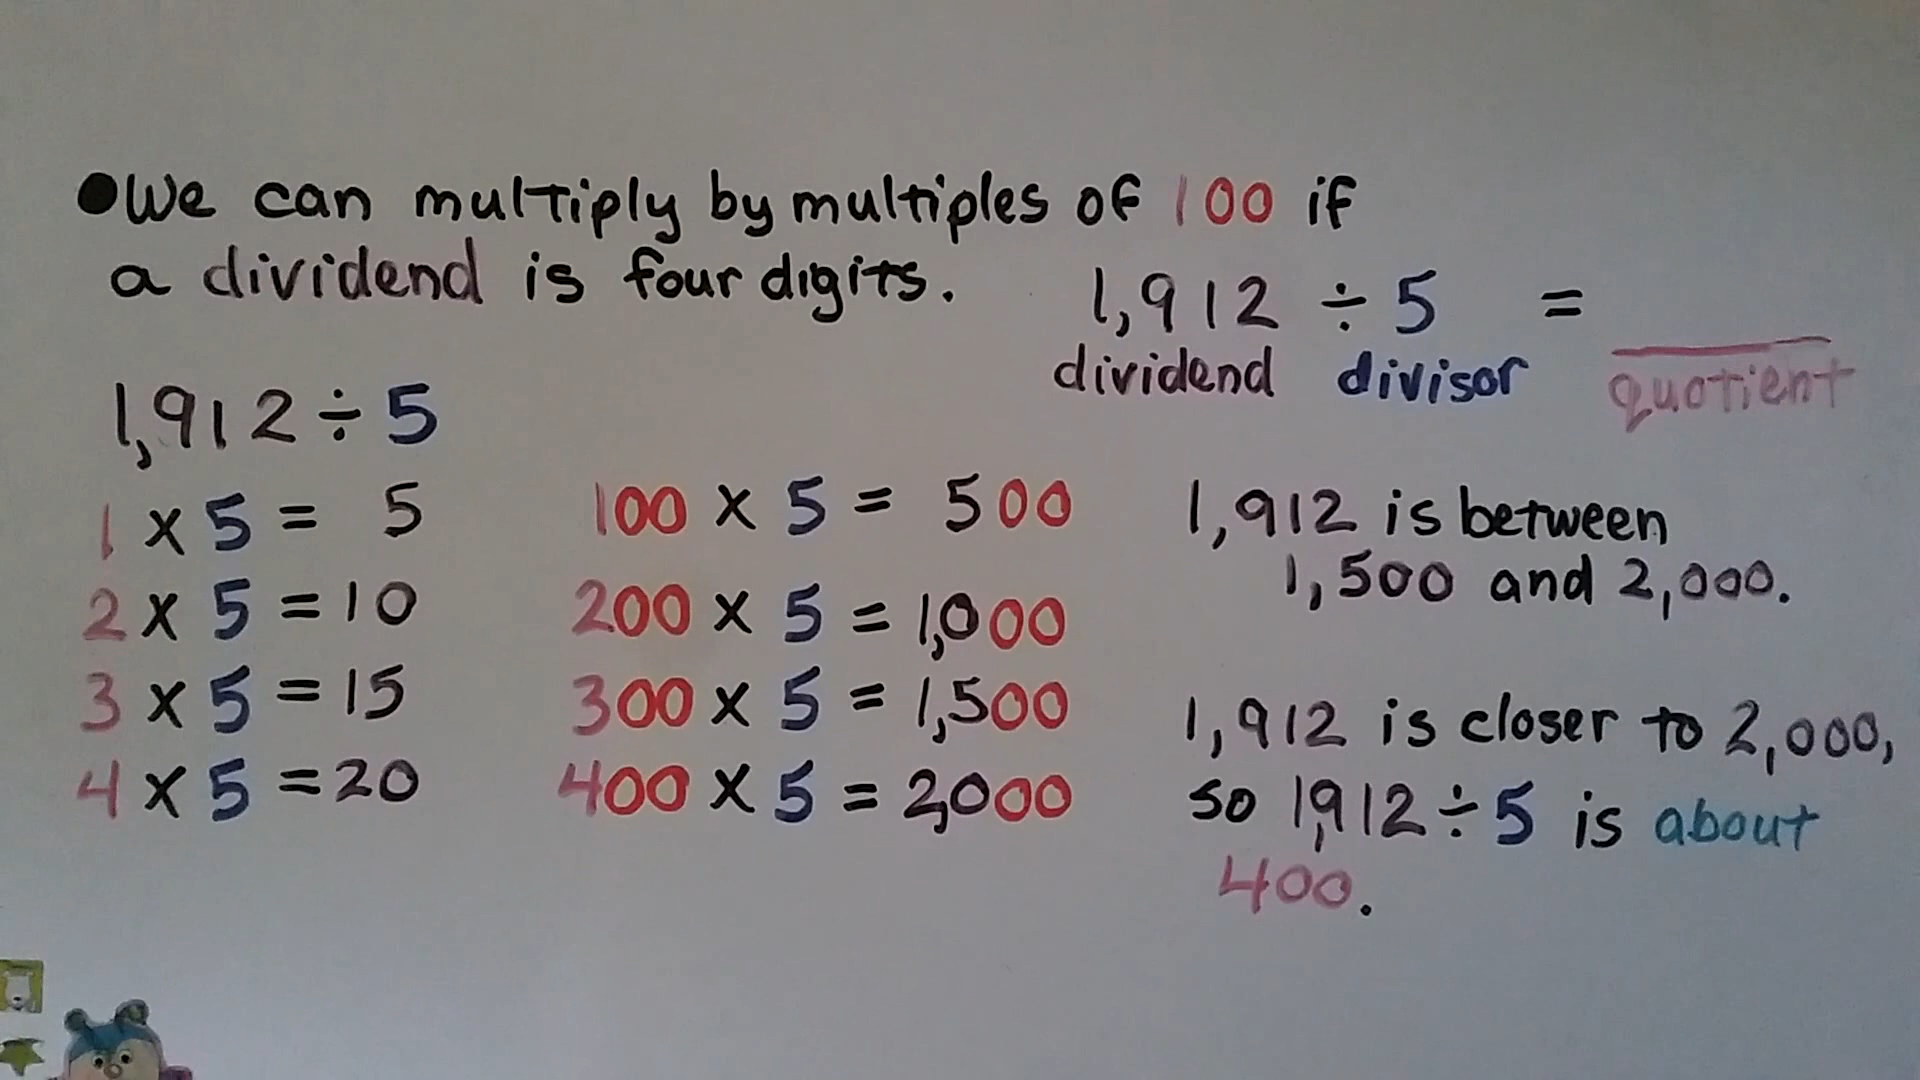 ●We can multiply by multiples of 100 if
a dividend is four digits.
1,912 ÷ 5 =
dividend divisor quotient
1,912 ÷ 5
1 x 5 = 5
2 x 5 = 10
3 x 5 = 15
4 x 5 = 20
100 x 5 = 500
200 x 5 = 1,000
300 x 5 = 1,500
400 x 5 = 2,000
1,912 is between
1,500 and 2,000.
1,912 is closer to 2,000,
so 1,912 ÷ 5 is about
400.